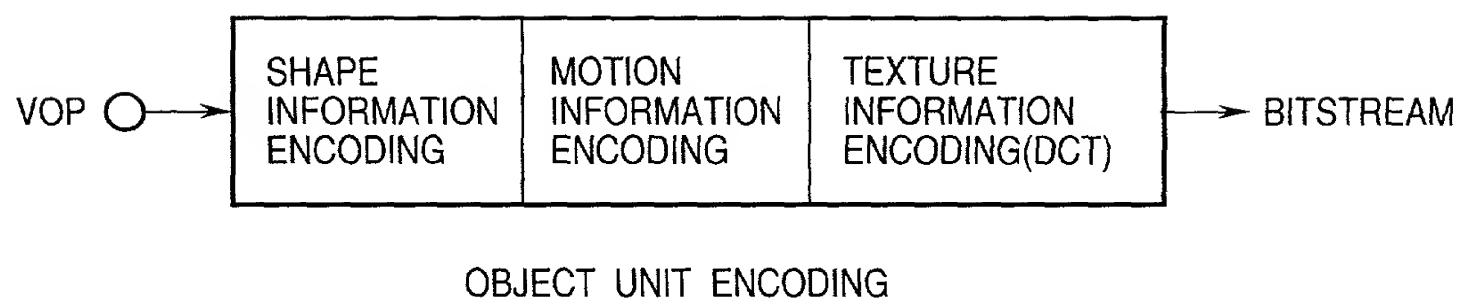 VOP
SHAPE
INFORMATION
ENCODING
MOTION
INFORMATION
ENCODING
TEXTURE
INFORMATION
ENCODING(DCT)
BITSTREAM
OBJECT UNIT ENCODING